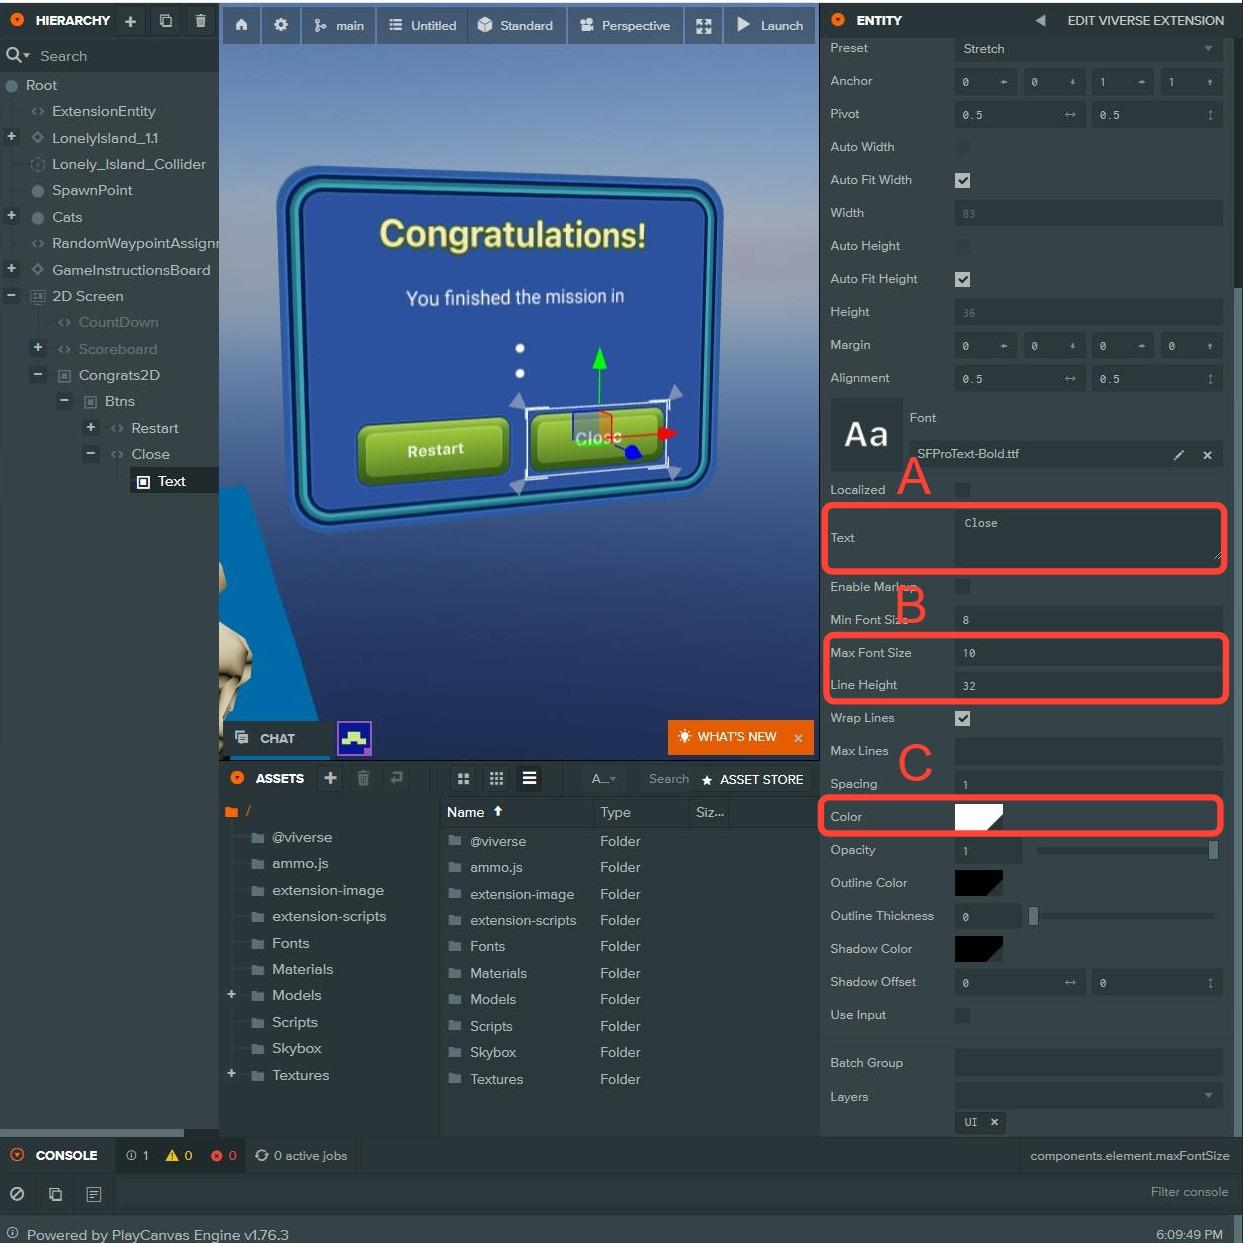 HIERARCHY
Search
Root
ExtensionEntity
LonelyIsland_1.1
Lonely_Island_Collider
SpawnPoint
Cats
RandomWaypointAssignr
GameInstructionsBoard
2D Screen
CountDown
Scoreboard
Congrats2D
Btns
Restart
Close
Text
main
Untitled
Standard
Perspective
Launch
Congratulations!
You finished the mission in
:
Restart
Close
CHAT
WHAT'S NEW
ASSETS
A...
Search
ASSET STORE
/
@viverse
ammo.js
extension-image
extension-scripts
Fonts
Materials
Models
Scripts
Skybox
Textures
Name Type Siz...
@viverse Folder
ammo.js Folder
extension-image Folder
extension-scripts Folder
Fonts Folder
Materials Folder
Models Folder
Scripts Folder
Skybox Folder
Textures Folder
ENTITY EDIT VIVERSE EXTENSION
Preset Stretch
Anchor 0 0 1 1
Pivot 0.5 0.5
Auto Width
Auto Fit Width
Width 83
Auto Height
Auto Fit Height
Height 36
Margin 0 0 0 0
Alignment 0.5 0.5
Aa Font
SFProText-Bold.ttf
A
Localized
Text Close
Enable Markup
B
Min Font Size 8
Max Font Size 10
Line Height 32
Wrap Lines
Max Lines
C
Spacing 1
Color
Opacity 1
Outline Color
Outline Thickness 0
Shadow Color
Shadow Offset 0 0
Use Input
Batch Group
Layers
UI
CONSOLE 1 0 0 0 active jobs components.element.maxFontSize
Filter console
Powered by PlayCanvas Engine v1.76.3 6:09:49 PM